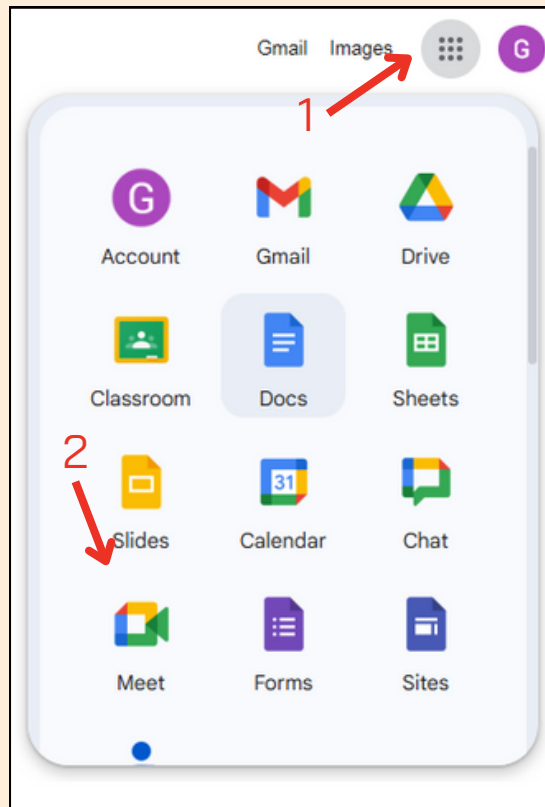 Gmail Images G
1
G
Account Gmail Drive
Classroom Docs Sheets
2
31
Slides Calendar Chat
Meet Forms Sites